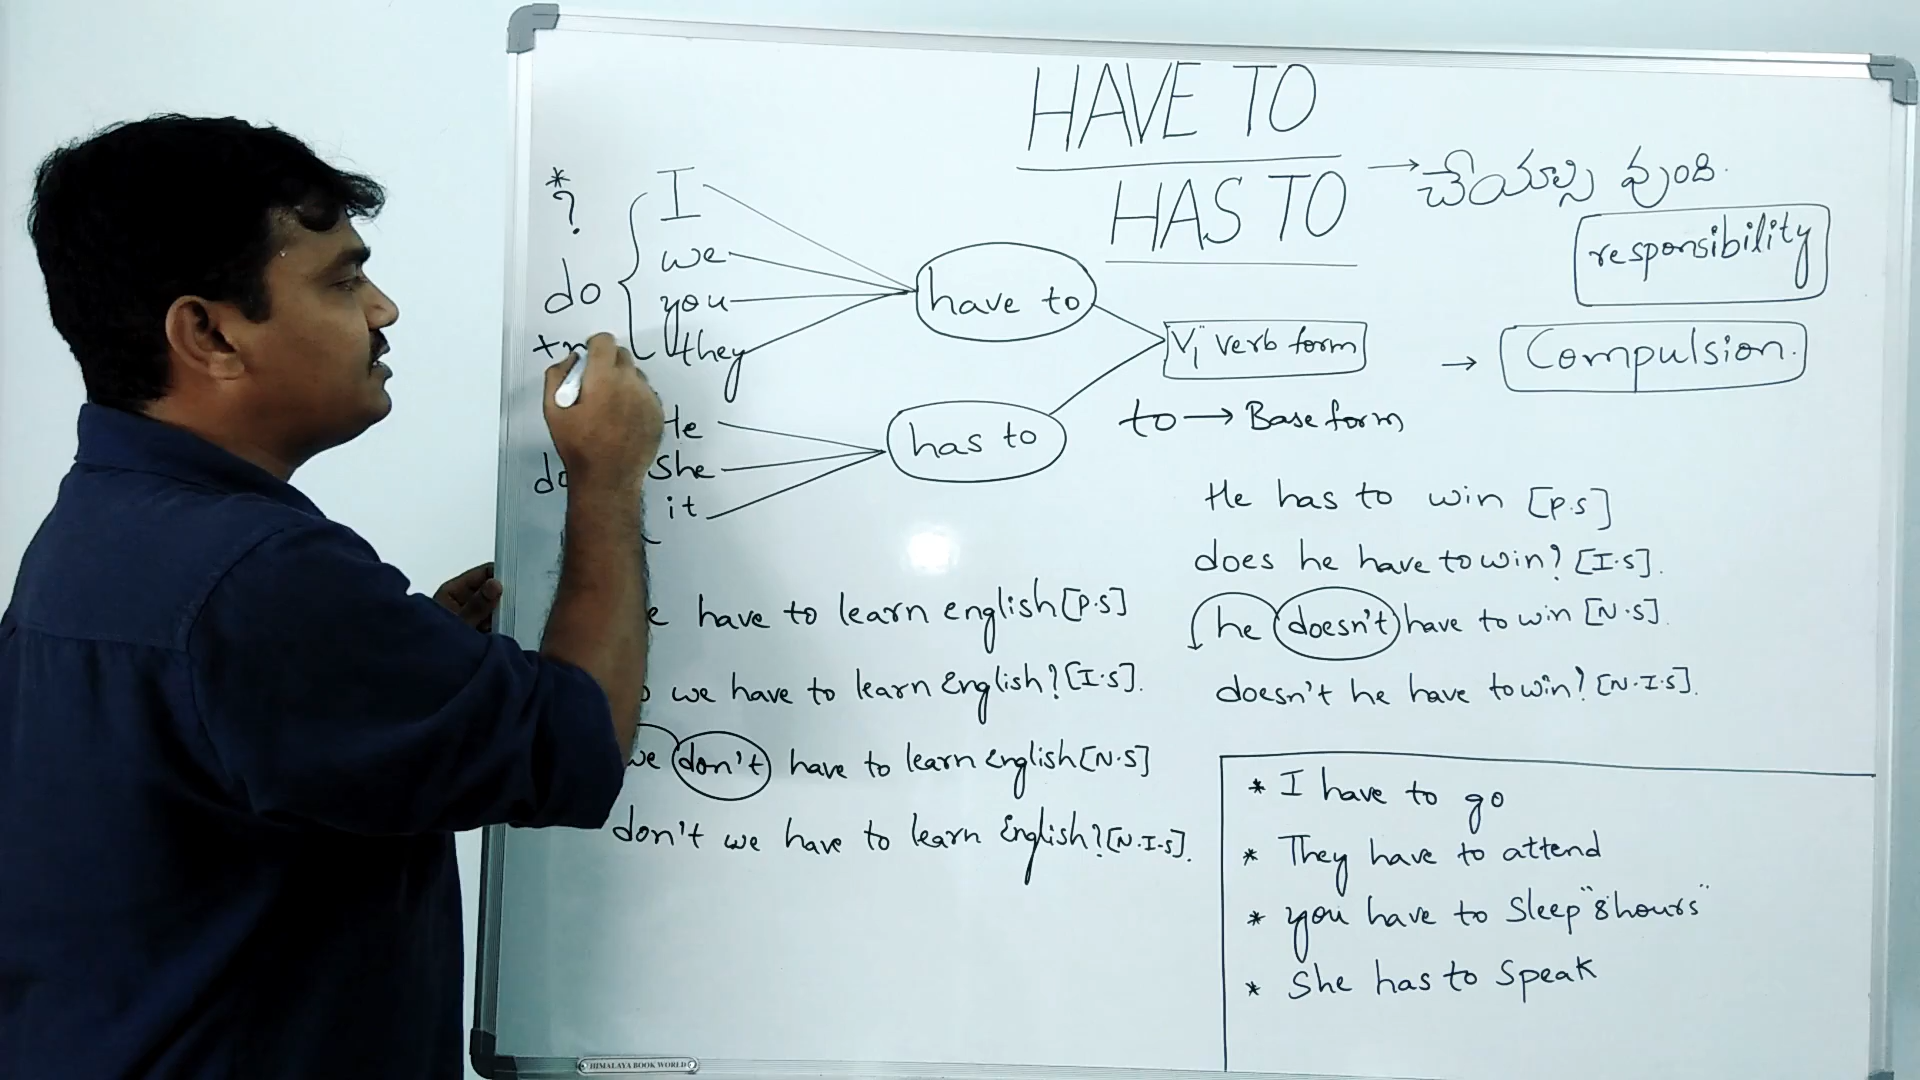 HAVE TO
HAS TO → చేయాల్సి వుంది.
responsibility
→ Compulsion.
*
?
do
I
we
you
they
have to
He
She
it
has to
V₁ verb form
to → Base form
have to learn english [P.S]
we have to learn English? [I.S].
we don't have to learn English [N.S]
don't we have to learn English? [N.I.S].
He has to win [P.S]
does he have to win? [I.S].
he doesn't have to win [N.S].
doesn't he have to win? [N.I.S].
* I have to go
* They have to attend
* you have to Sleep "8 hours"
* She has to Speak
HIMALAYA BOOK WORLD